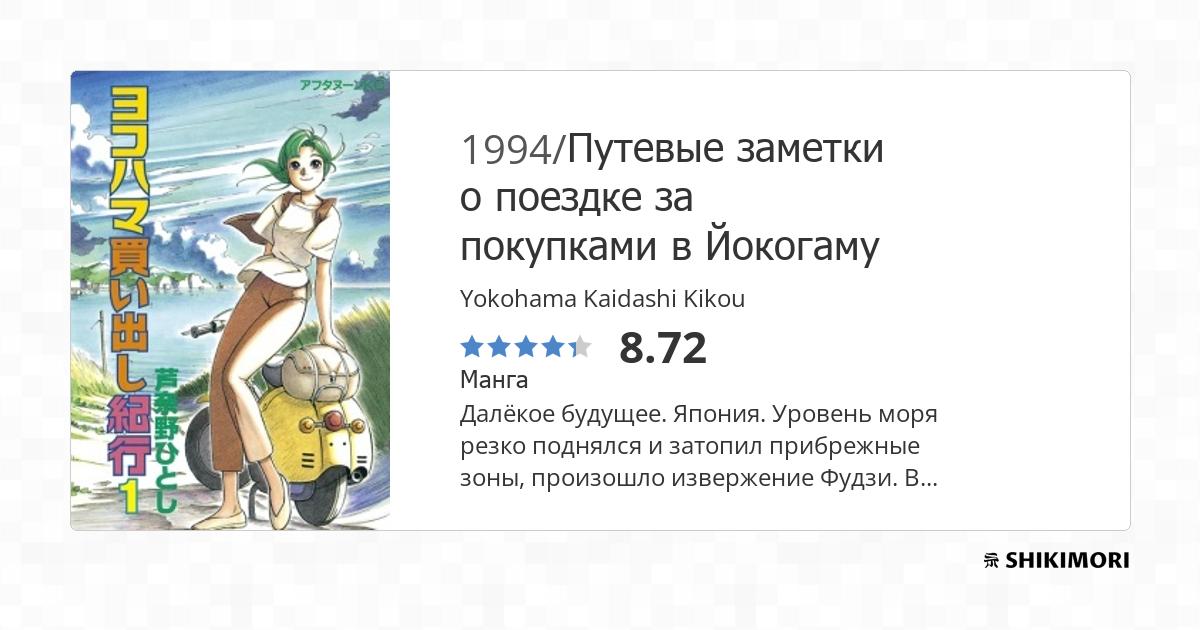 アフタヌーンKC
ヨコハマ買い出し紀行1
芦奈野ひとし
1994/Путевые заметки
о поездке за
покупками в Йокогаму
Yokohama Kaidashi Kikou
8.72
Манга
Далёкое будущее. Япония. Уровень моря
резко поднялся и затопил прибрежные
зоны, произошло извержение Фудзи. В...
SHIKIMORI